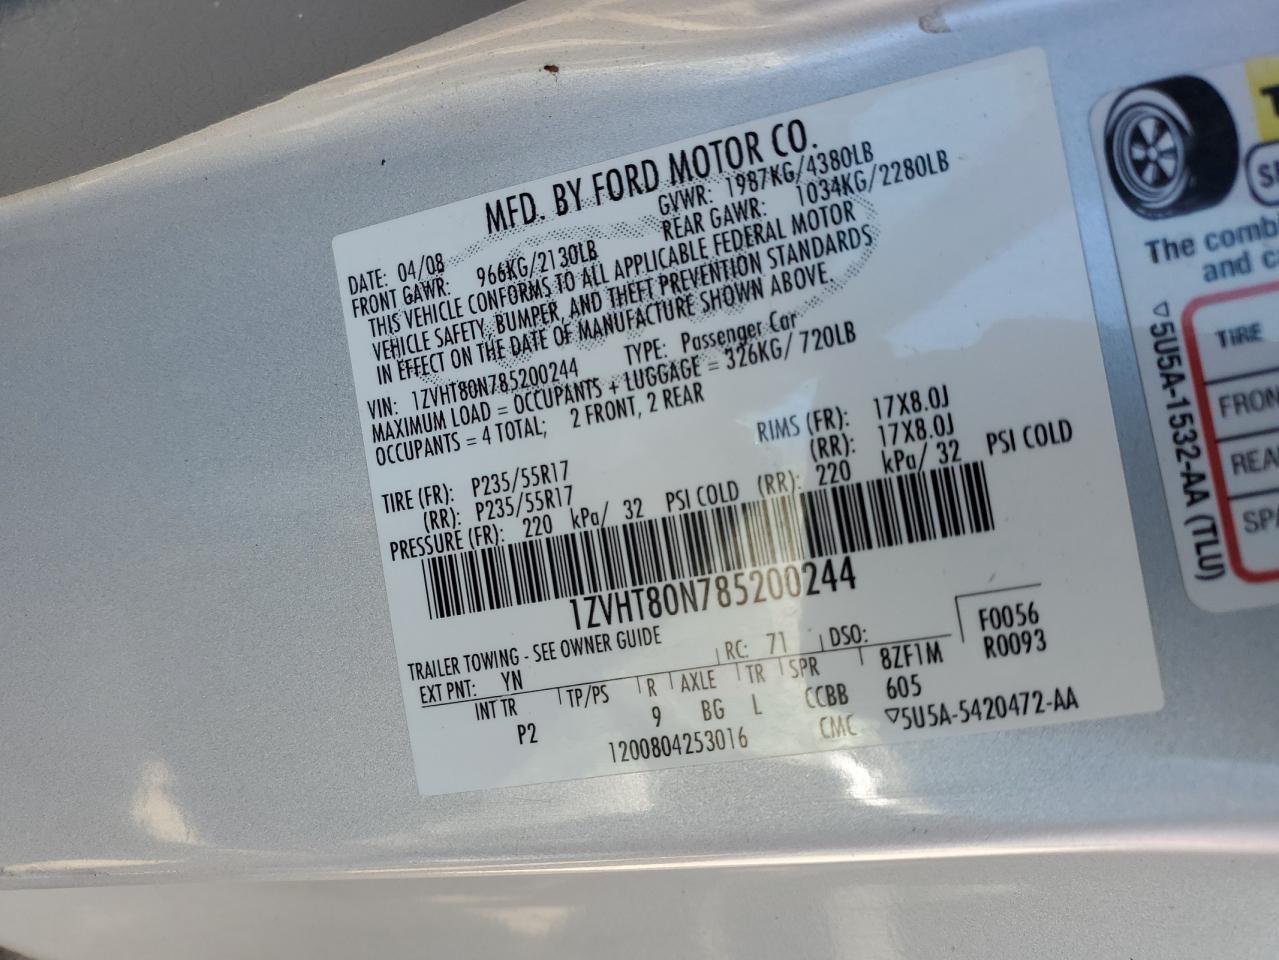 MFD. BY FORD MOTOR CO.
DATE: 04/08 GVWR: 1987KG/4380LB
FRONT GAWR: 966KG/2130LB REAR GAWR: 1034KG/2280LB
THIS VEHICLE CONFORMS TO ALL APPLICABLE FEDERAL MOTOR
VEHICLE SAFETY, BUMPER, AND THEFT PREVENTION STANDARDS
IN EFFECT ON THE DATE OF MANUFACTURE SHOWN ABOVE.
VIN: 1ZVHT80N785200244 TYPE: Passenger Car
MAXIMUM LOAD = OCCUPANTS + LUGGAGE = 326KG/ 720LB
OCCUPANTS = 4 TOTAL; 2 FRONT, 2 REAR
TIRE (FR): P235/55R17 RIMS (FR): 17X8.0J
(RR): P235/55R17 (RR): 17X8.0J
PRESSURE (FR): 220 kPa/ 32 PSI COLD (RR): 220 kPa/ 32 PSI COLD
1ZVHT80N785200244
TRAILER TOWING - SEE OWNER GUIDE
EXT PNT: YN RC: 71 DSO: F0056
INT TR TP/PS R AXLE TR SPR 8ZF1M R0093
P2 9 BG L CCBB 605
1200804253016 CMC ▽5U5A-5420472-AA
The comb
and c
TIRE
FRON
REA
SPA
▽5U5A-1532-AA (TLU)